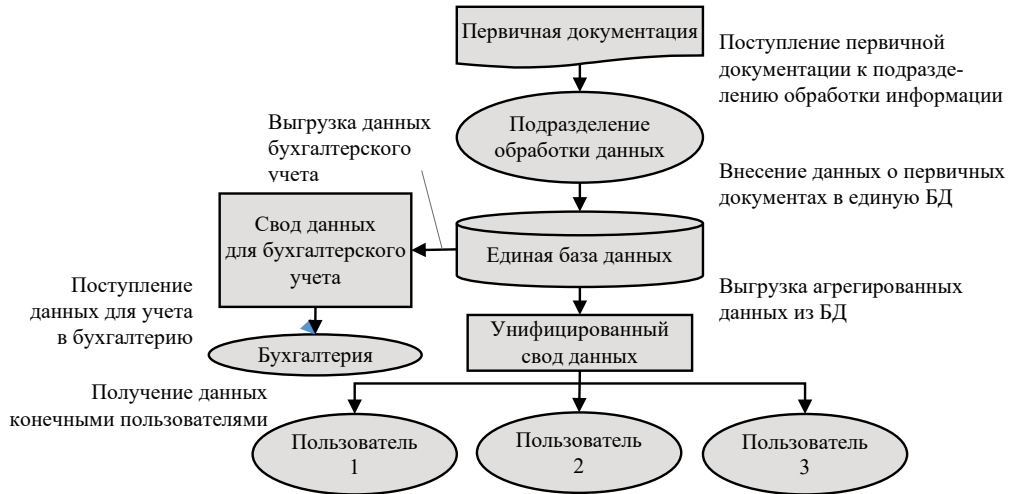 Первичная документация
Поступление первичной
документации к подразде-
лению обработки информации
Выгрузка данных
бухгалтерского
учета
Подразделение
обработки данных
Внесение данных о первичных
документах в единую БД
Свод данных
для бухгалтерского
учета
Единая база данных
Поступление
данных для учета
в бухгалтерию
Выгрузка агрегированных
данных из БД
Унифицированный
свод данных
Бухгалтерия
Получение данных
конечными пользователями
Пользователь
1
Пользователь
2
Пользователь
3